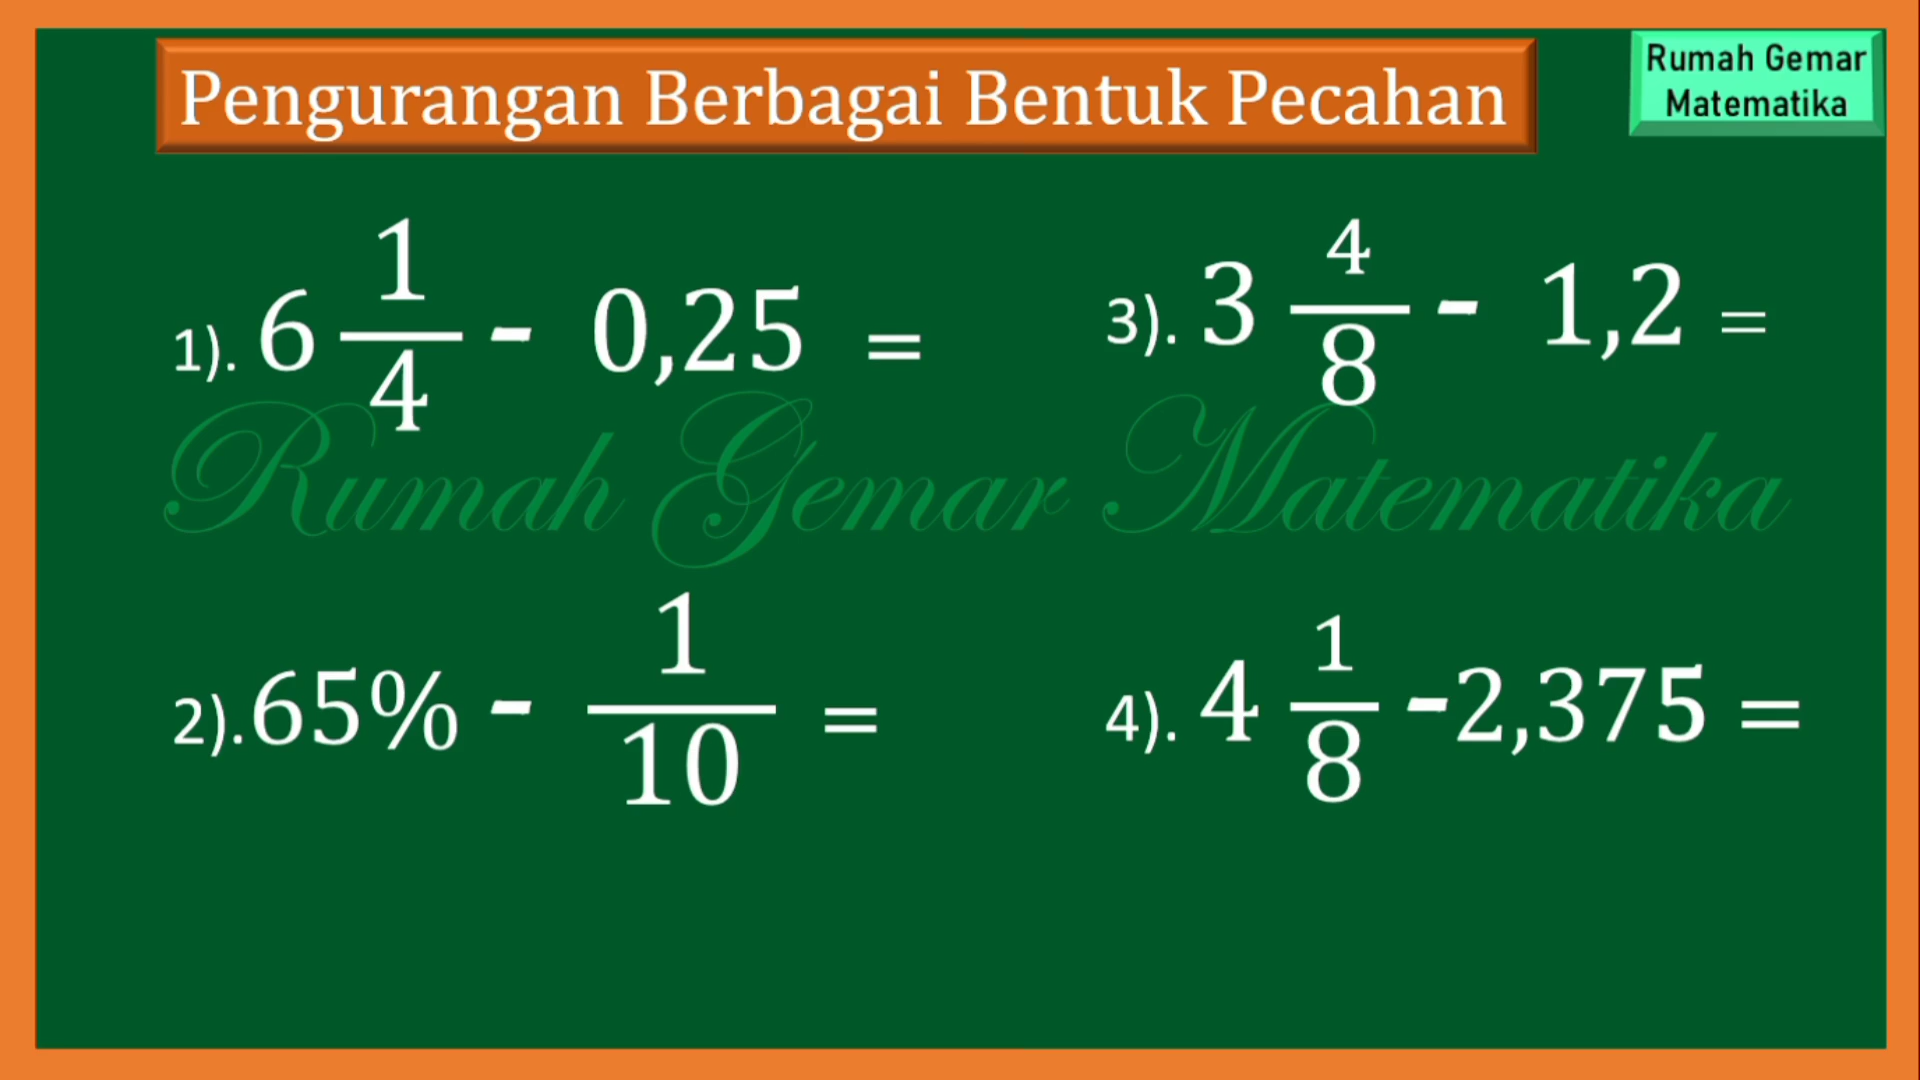 Pengurangan Berbagai Bentuk Pecahan
Rumah Gemar
Matematika
1). 6 1/4 - 0,25 =
2).65% - 1/10 =
3). 3 4/8 - 1,2 =
4). 4 1/8 -2,375 =
Rumah Gemar Matematika